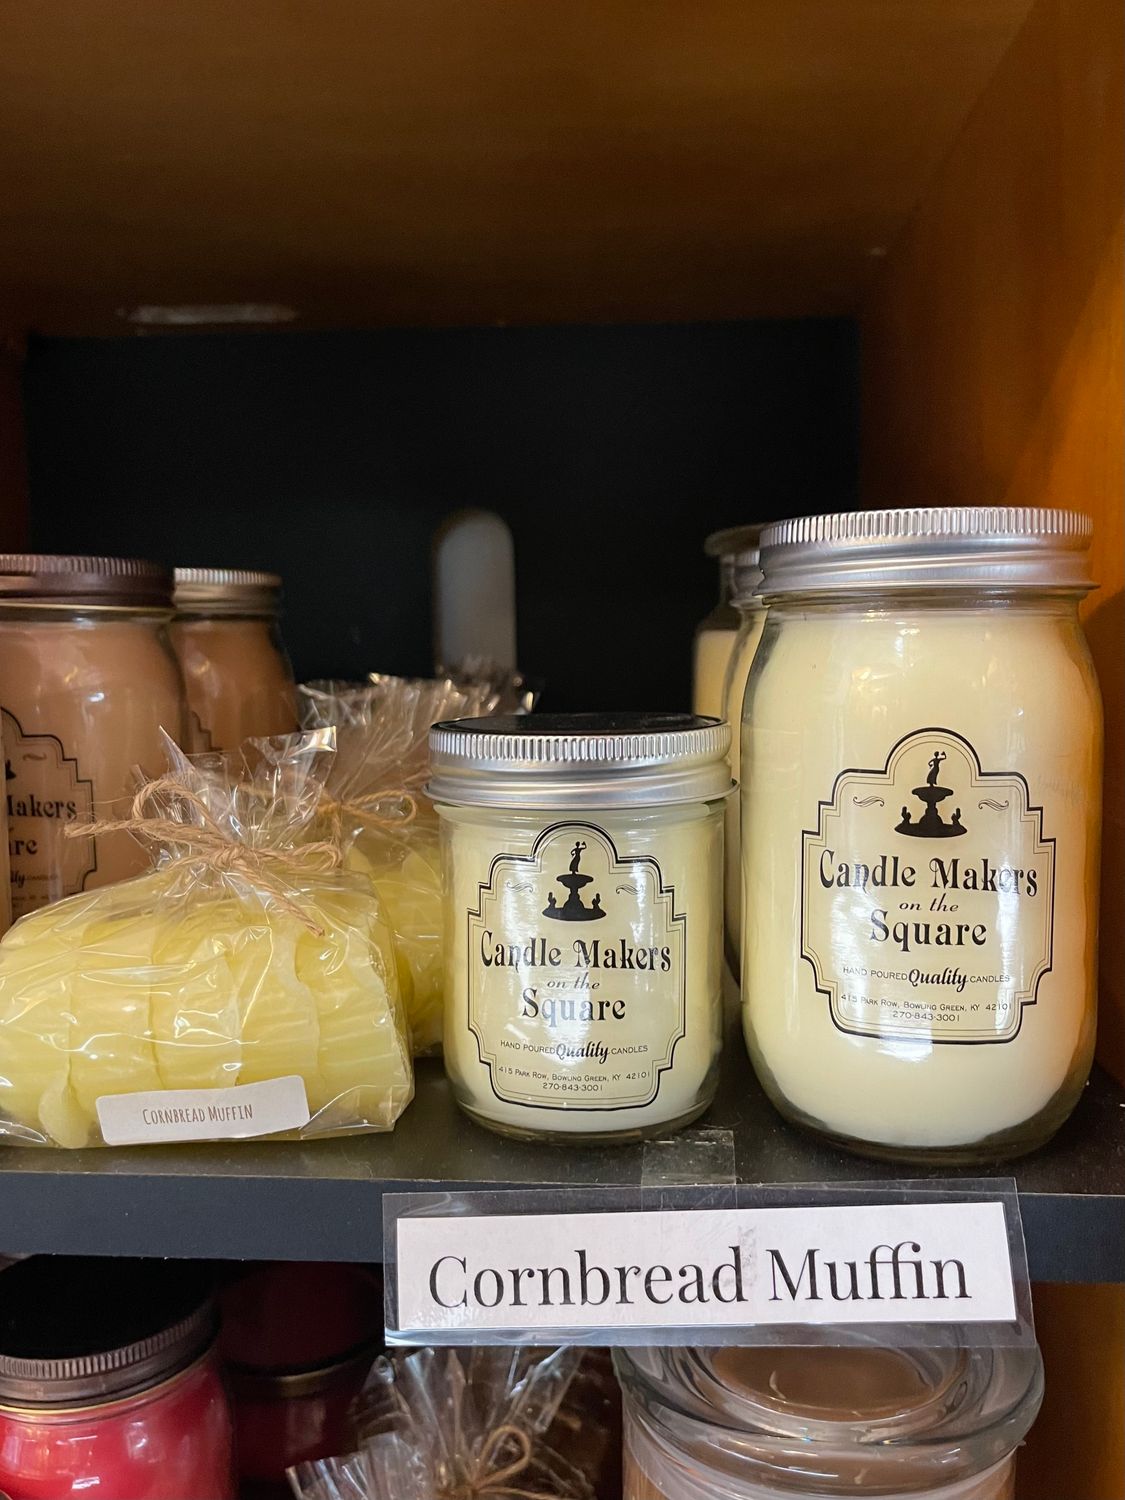 Makers
Candle Makers
on the
Square
HAND POURED Quality CANDLES
415 PARK ROW, BOWLING GREEN, KY 42101
270-843-3001
Candle Makers
on the
Square
HAND POURED Quality CANDLES
415 PARK ROW, BOWLING GREEN, KY 42101
270-843-3001
CORNBREAD MUFFIN
Cornbread Muffin